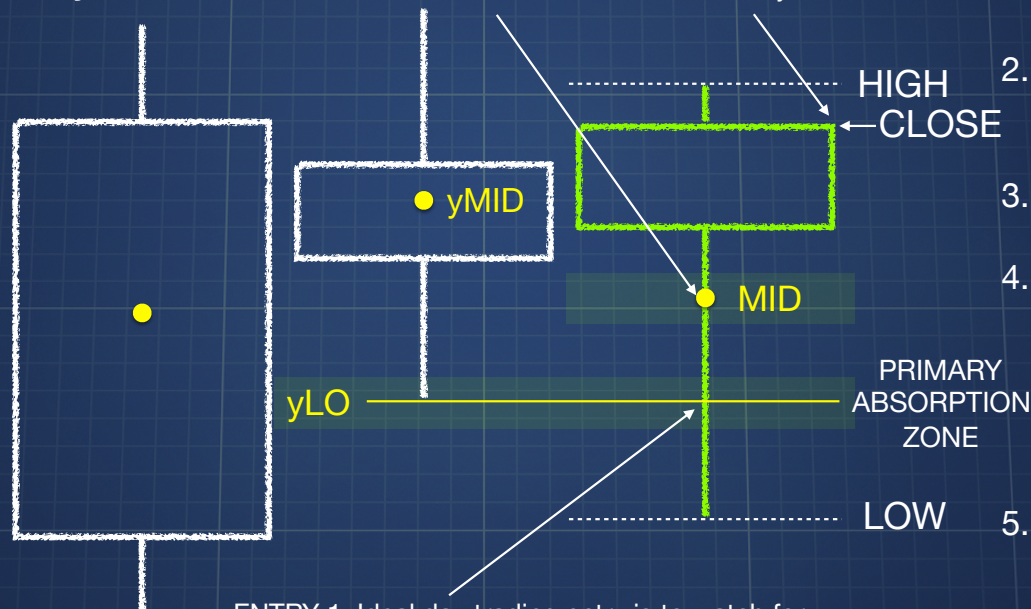 HIGH
2.
CLOSE
yMID
3.
4.
MID
PRIMARY
yLO
ABSORPTION
ZONE
LOW
5.